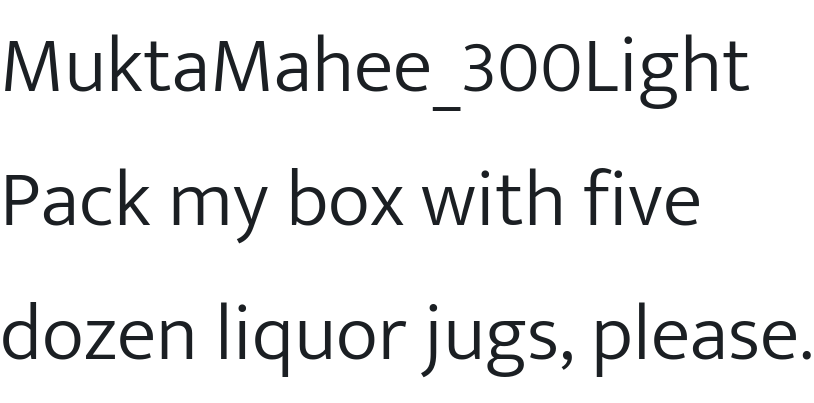 MuktaMahee_300Light
Pack my box with five
dozen liquor jugs, please.